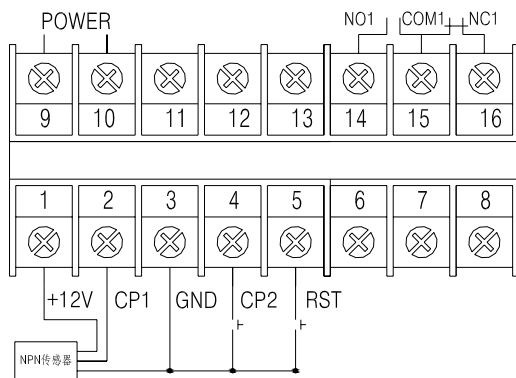 POWER NO1 COM1 NC1
9 10 11 12 13 14 15 16
1 2 3 4 5 6 7 8
+12V CP1 GND CP2 RST
NPN传感器